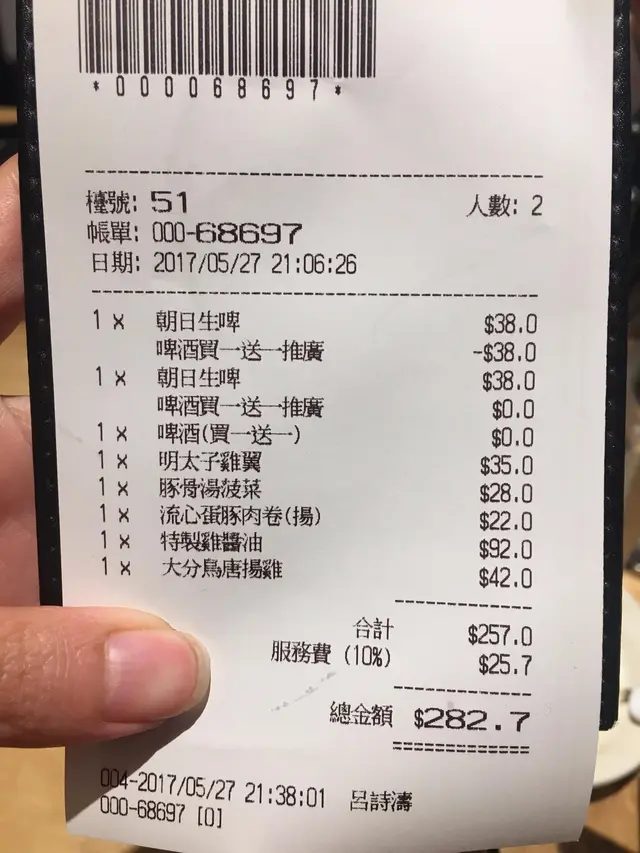 *000068697*
檯號: 51 人數: 2
帳單: 000-68697
日期: 2017/05/27 21:06:26
1 x 朝日生啤 $38.0
啤酒買一送一推廣 -$38.0
1 x 朝日生啤 $38.0
啤酒買一送一推廣 $0.0
1 x 啤酒(買一送一) $0.0
1 x 明太子雞翼 $35.0
1 x 豚骨湯菠菜 $28.0
1 x 流心蛋豚肉卷(揚) $22.0
1 x 特製雞醬油 $92.0
1 x 大分鳥唐揚雞 $42.0
合計 $257.0
服務費 (10%) $25.7
總金額 $282.7
004-2017/05/27 21:38:01 呂詩濤
000-68697 [0]